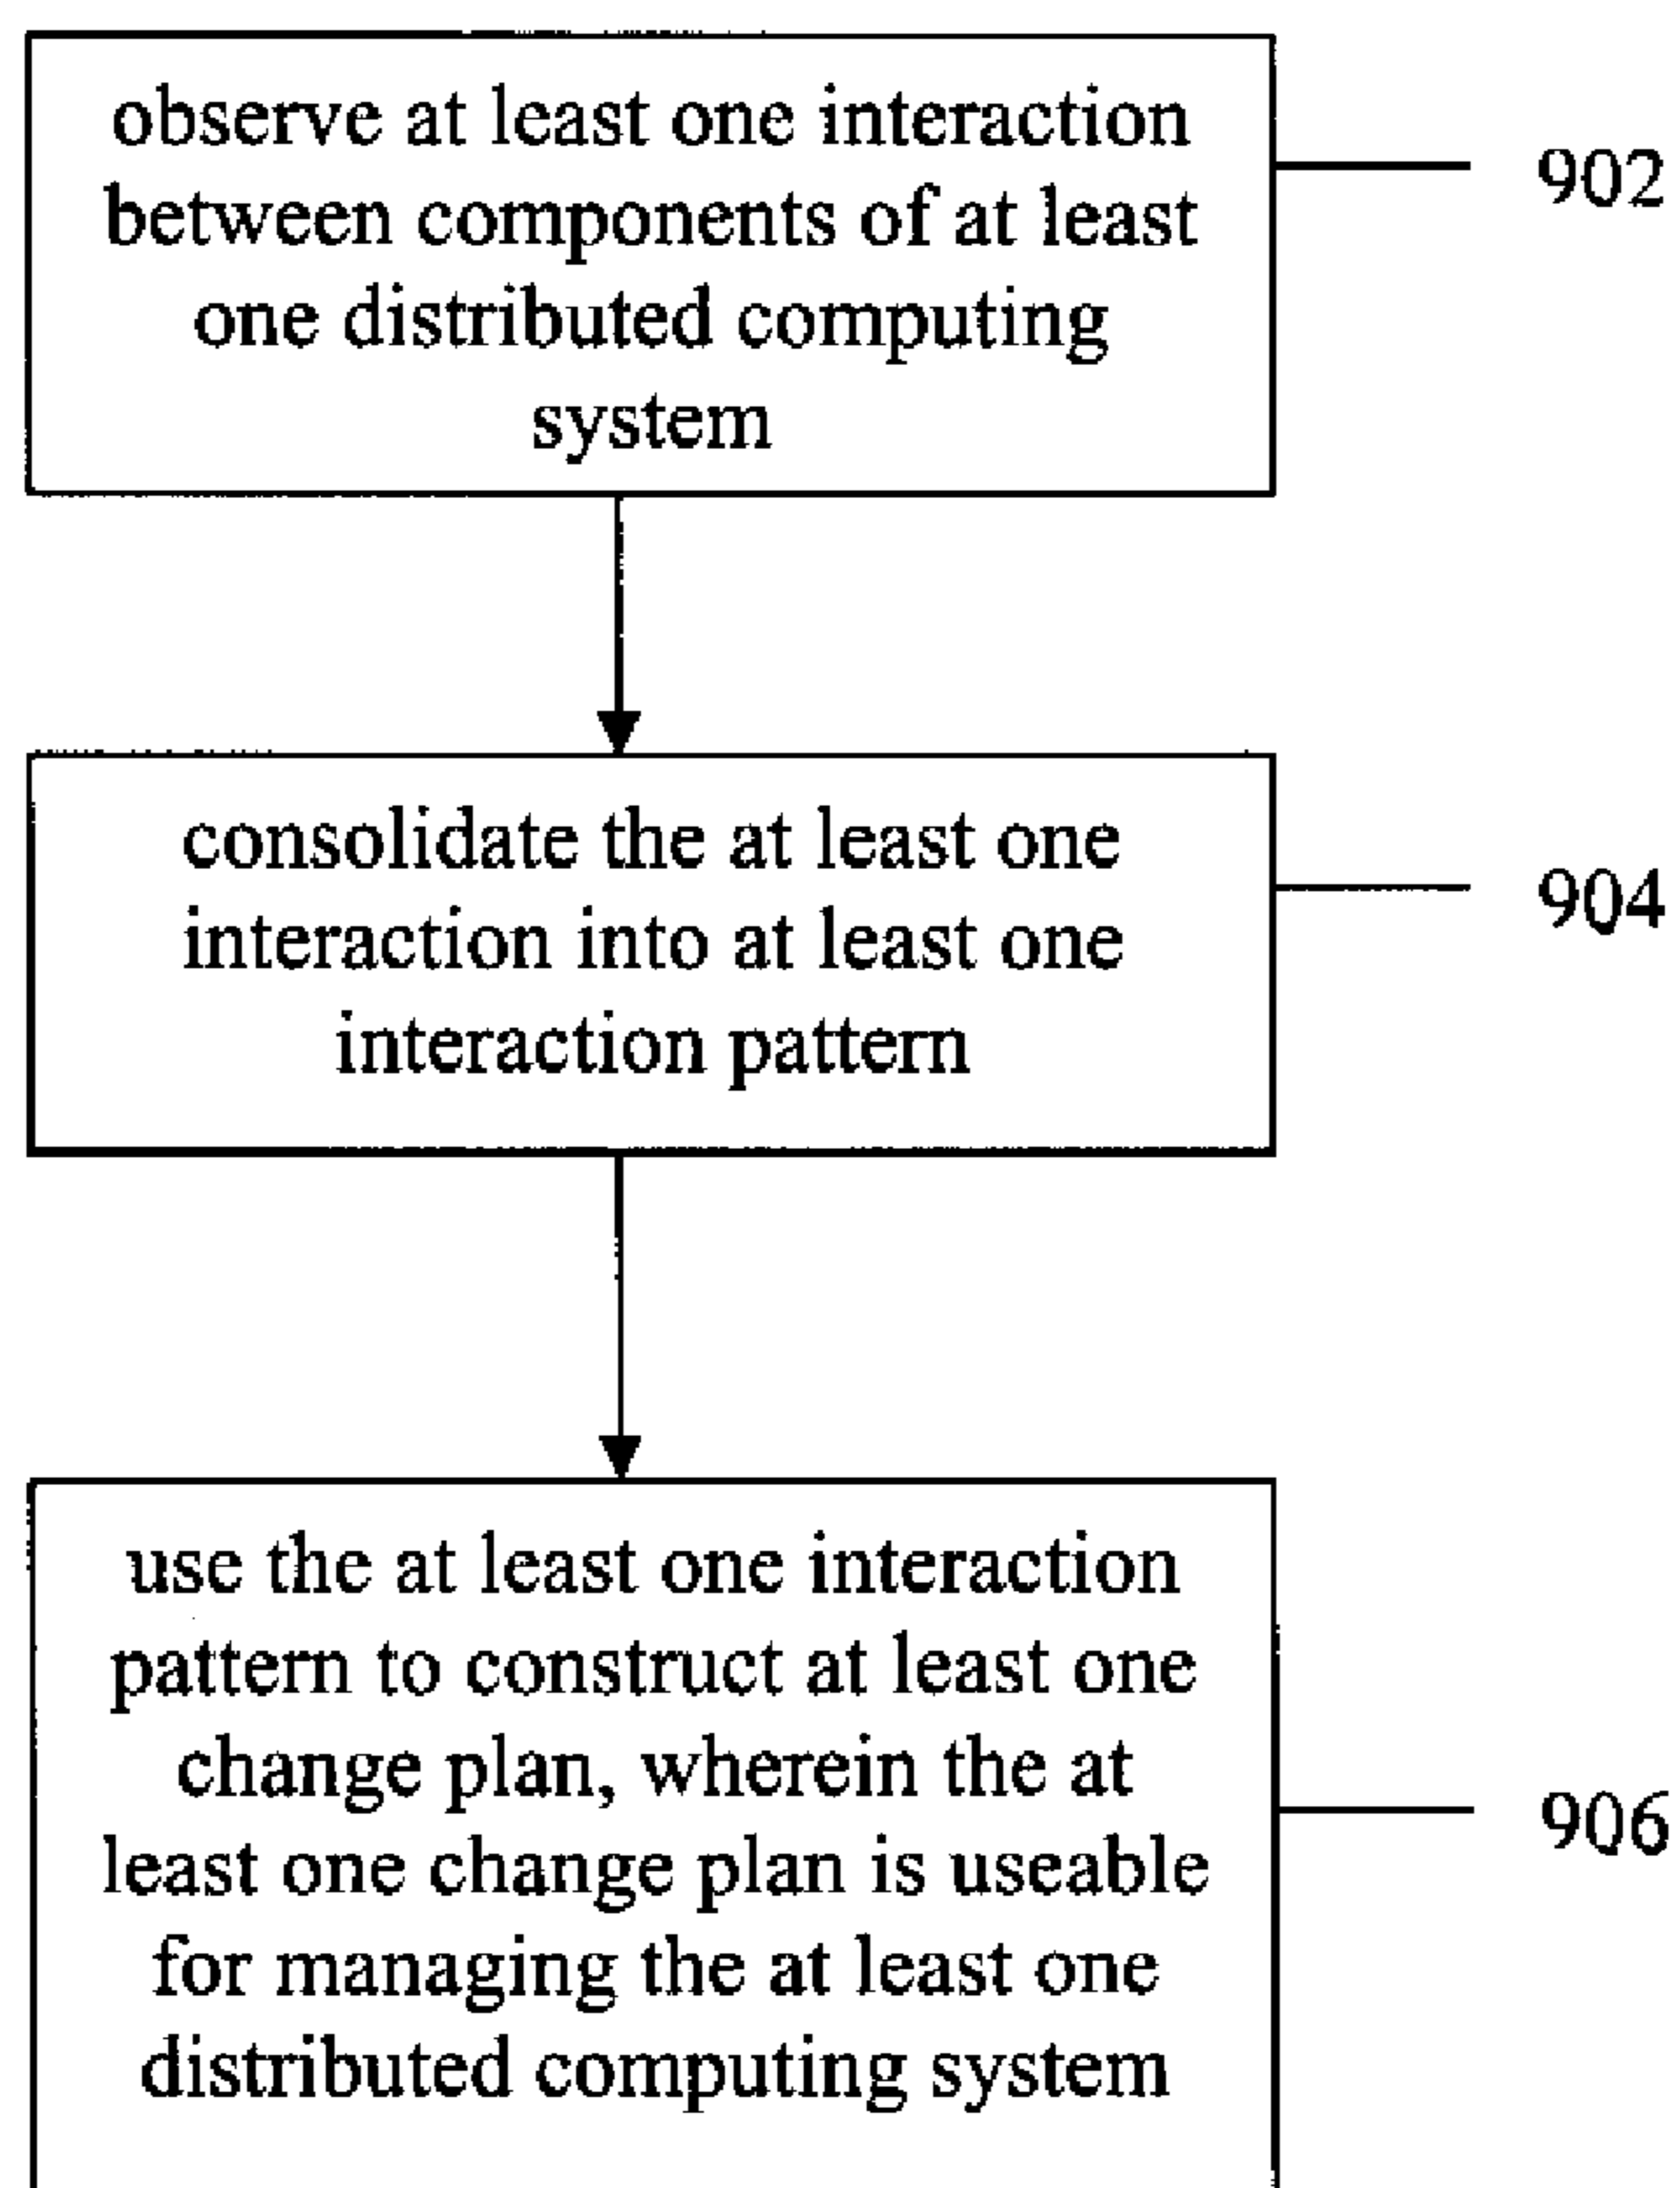 observe at least one interaction
between components of at least
one distributed computing
system
902
consolidate the at least one
interaction into at least one
interaction pattern
904
use the at least one interaction
pattern to construct at least one
change plan, wherein the at
least one change plan is useable
for managing the at least one
distributed computing system
906